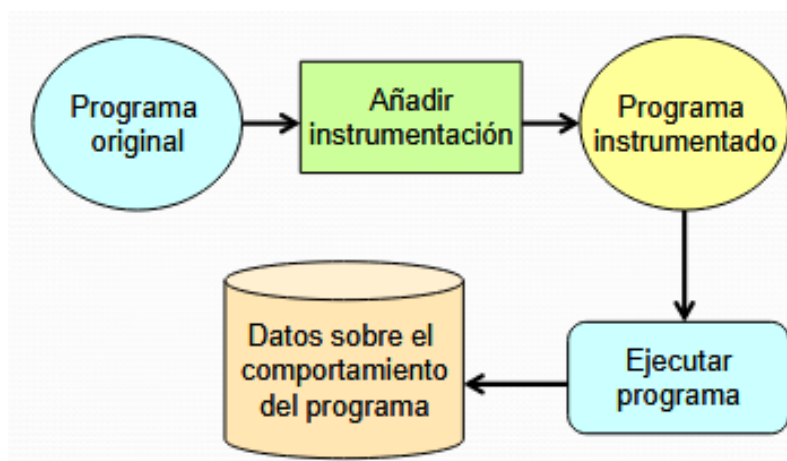 Programa
original
Añadir
instrumentación
Programa
instrumentado
Ejecutar
programa
Datos sobre el
comportamiento
del programa